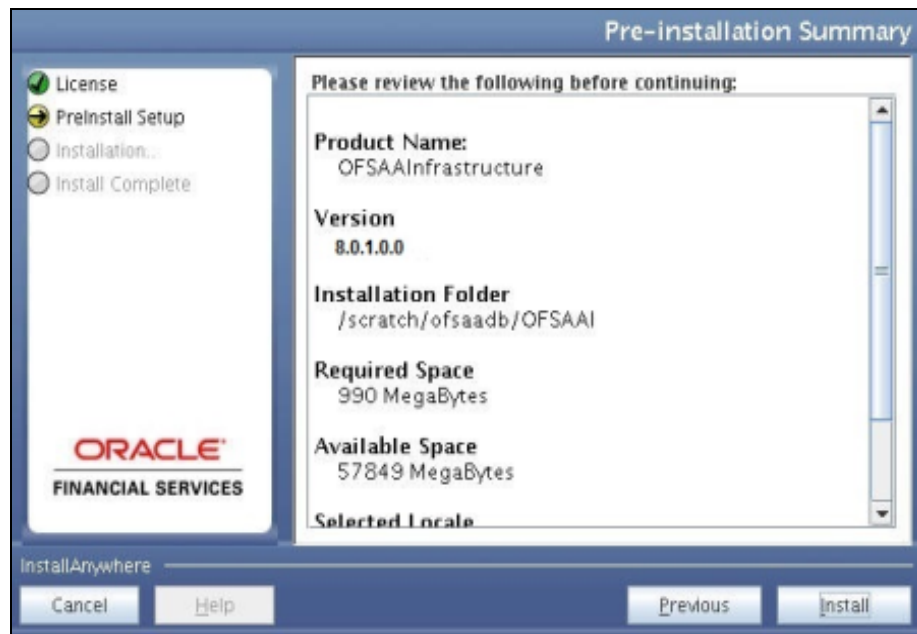 Pre-installation Summary
License
PreInstall Setup
Installation..
Install Complete
ORACLE®
FINANCIAL SERVICES
Please review the following before continuing:
Product Name:
OFSAAInfrastructure
Version
8.0.1.0.0
Installation Folder
/scratch/ofsaadb/OFSAAI
Required Space
990 MegaBytes
Available Space
57849 MegaBytes
Selected Locale
InstallAnywhere
Cancel
Help
Previous
Install